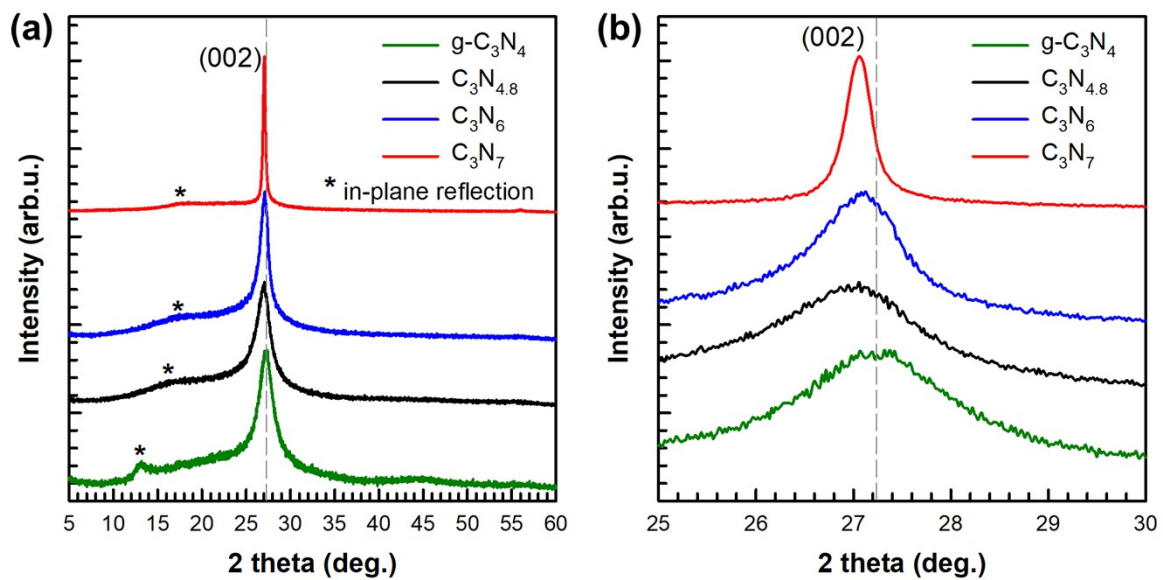 (a)
(002)
g-C₃N₄
C₃N₄.₈
C₃N₆
C₃N₇
* in-plane reflection
*
*
*
*
Intensity (arb.u.)
5 10 15 20 25 30 35 40 45 50 55 60
2 theta (deg.)
(b)
(002)
g-C₃N₄
C₃N₄.₈
C₃N₆
C₃N₇
Intensity (arb.u.)
25 26 27 28 29 30
2 theta (deg.)